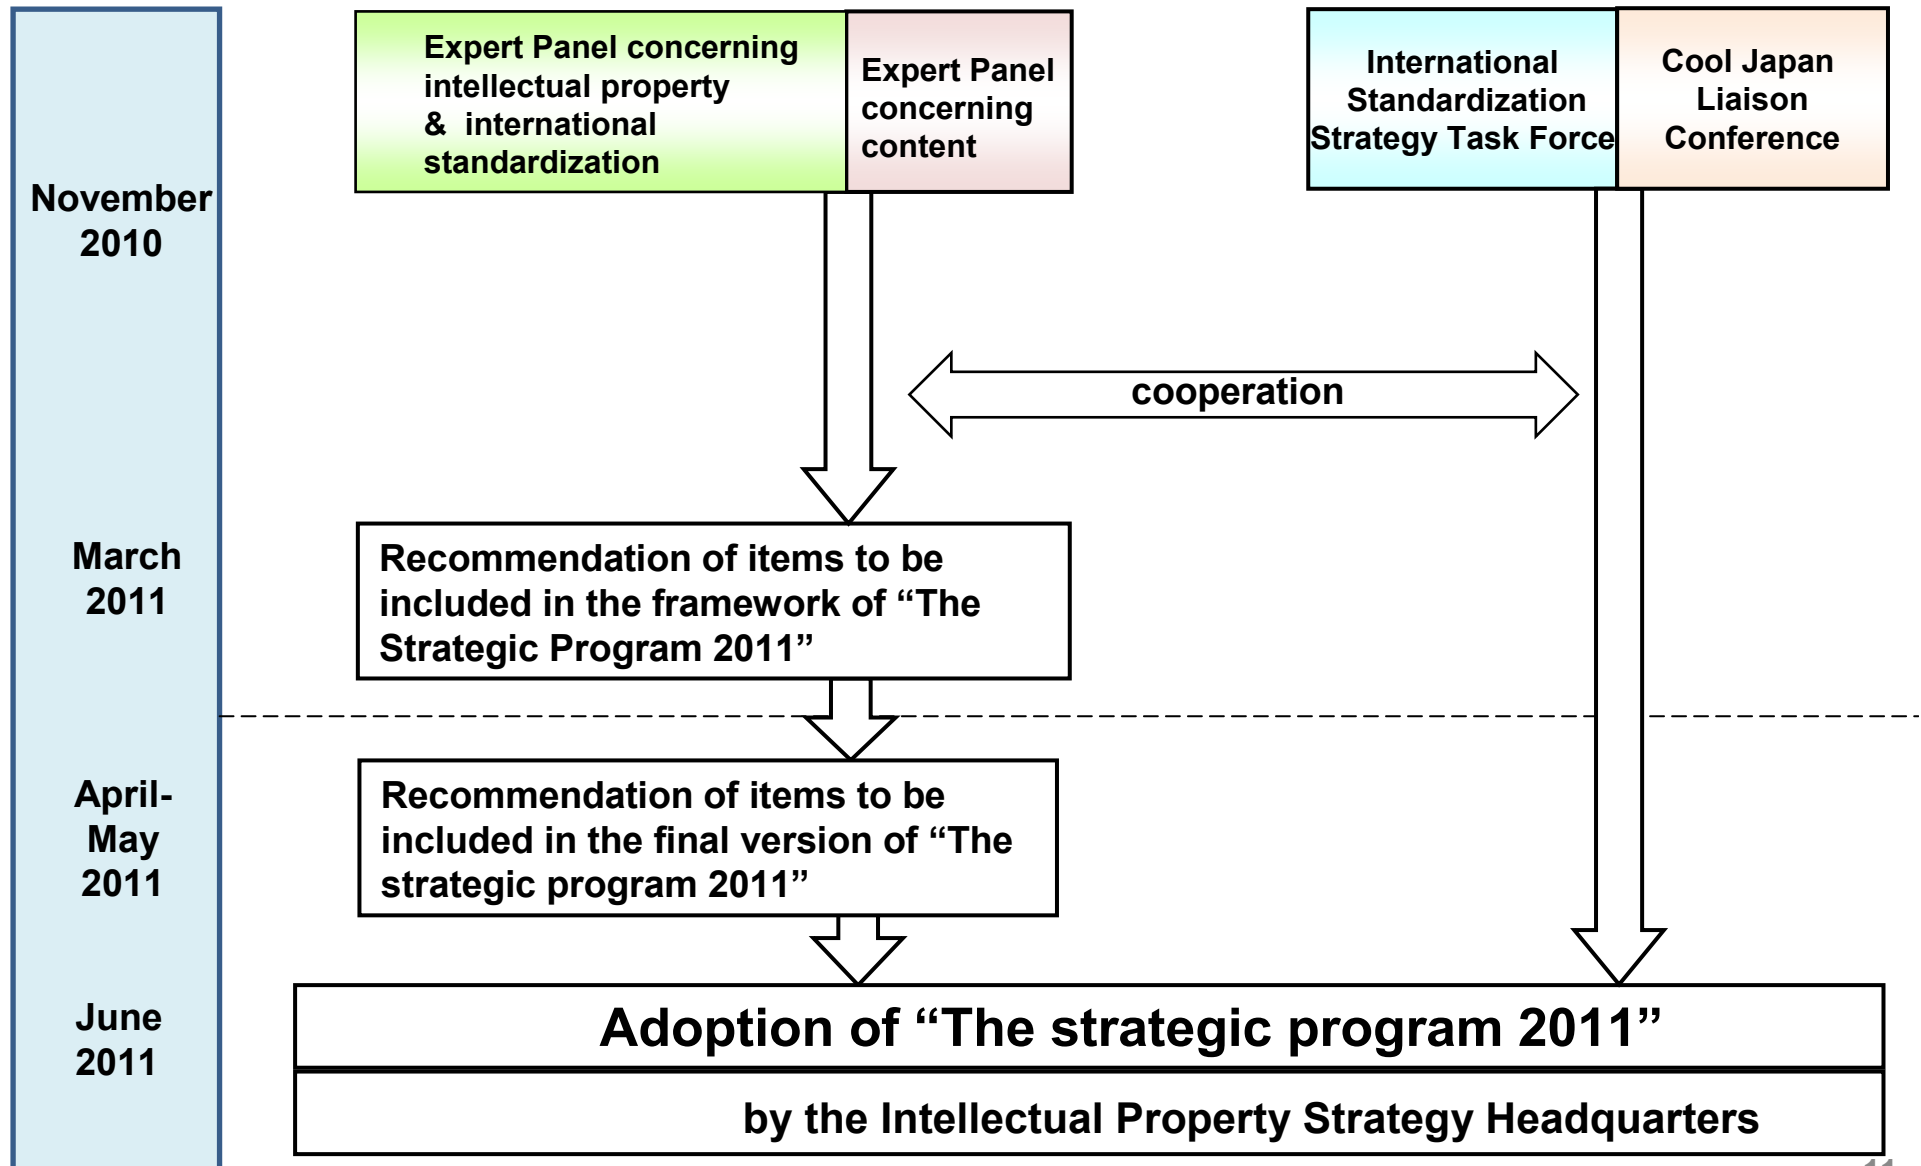 Expert Panel concerning
intellectual property
& international
standardization
Expert Panel
concerning
content
International
Standardization
Strategy Task Force
Cool Japan
Liaison
Conference
November
2010
cooperation
March
2011
Recommendation of items to be
included in the framework of “The
Strategic Program 2011”
April-
May
2011
Recommendation of items to be
included in the final version of “The
strategic program 2011”
June
2011
Adoption of “The strategic program 2011”
by the Intellectual Property Strategy Headquarters